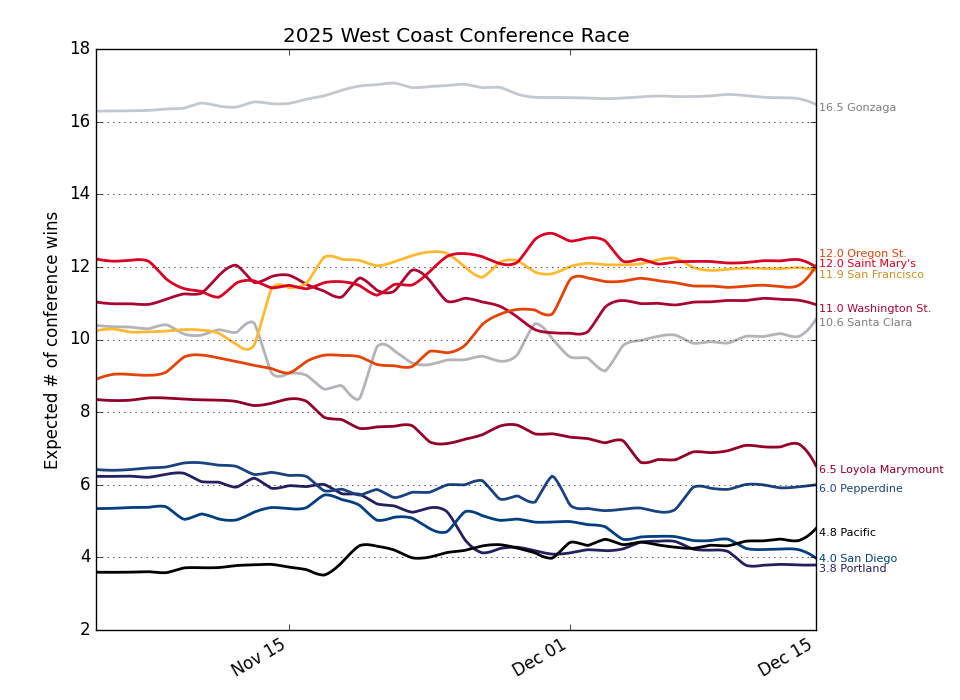 2025 West Coast Conference Race
Expected # of conference wins
18
16
14
12
10
8
6
4
2
16.5 Gonzaga
12.0 Oregon St.
12.0 Saint Mary's
11.9 San Francisco
11.0 Washington St.
10.6 Santa Clara
6.5 Loyola Marymount
6.0 Pepperdine
4.8 Pacific
4.0 San Diego
3.8 Portland
Nov 15
Dec 01
Dec 15